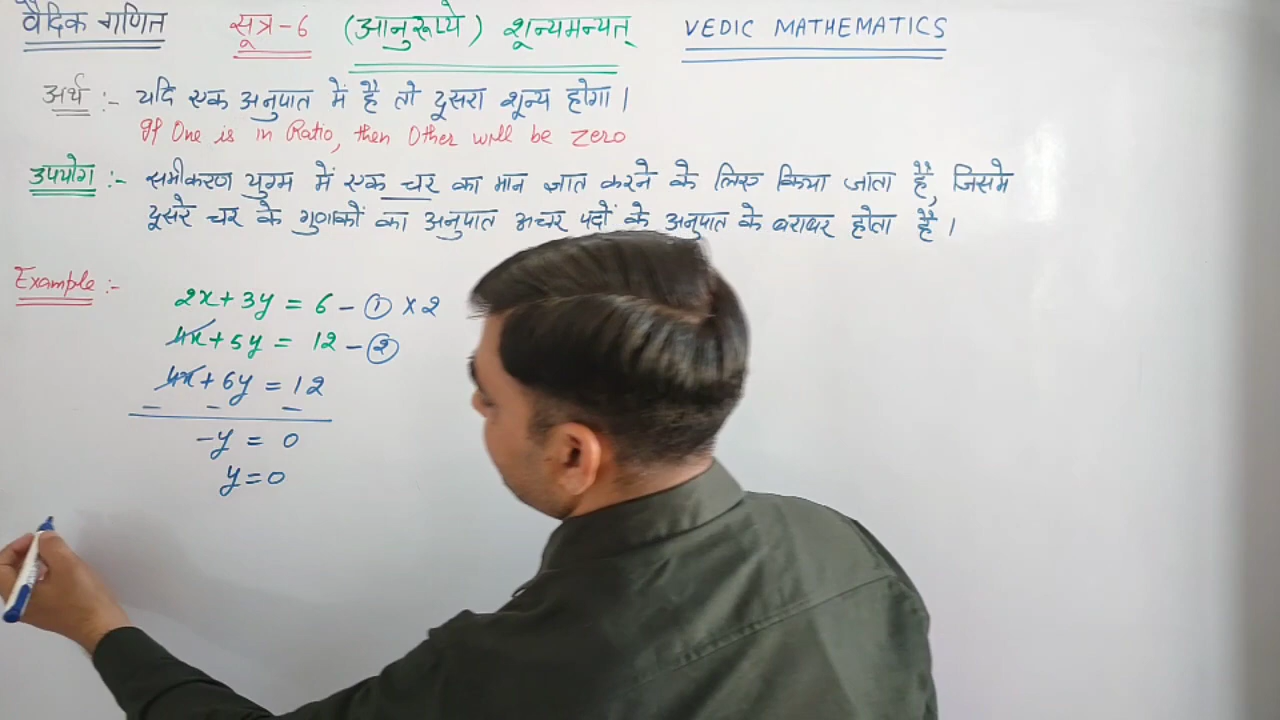 वैदिक गणित सूत्र-6 (आनुरूप्ये) शून्यमन्यत् VEDIC MATHEMATICS
अर्थ :- यदि एक अनुपात में है तो दूसरा शून्य होगा।
If One is in Ratio, then Other will be zero
उपयोग :- समीकरण युग्म में एक चर का मान ज्ञात करने के लिए किया जाता है, जिसमे
दूसरे चर के गुणाकों का अनुपात अचर पदों के अनुपात के बराबर होता है।
Example :-
2x + 3y = 6 - ① × 2
4x + 5y = 12 - ②
4x + 6y = 12
- - -
-y = 0
y = 0